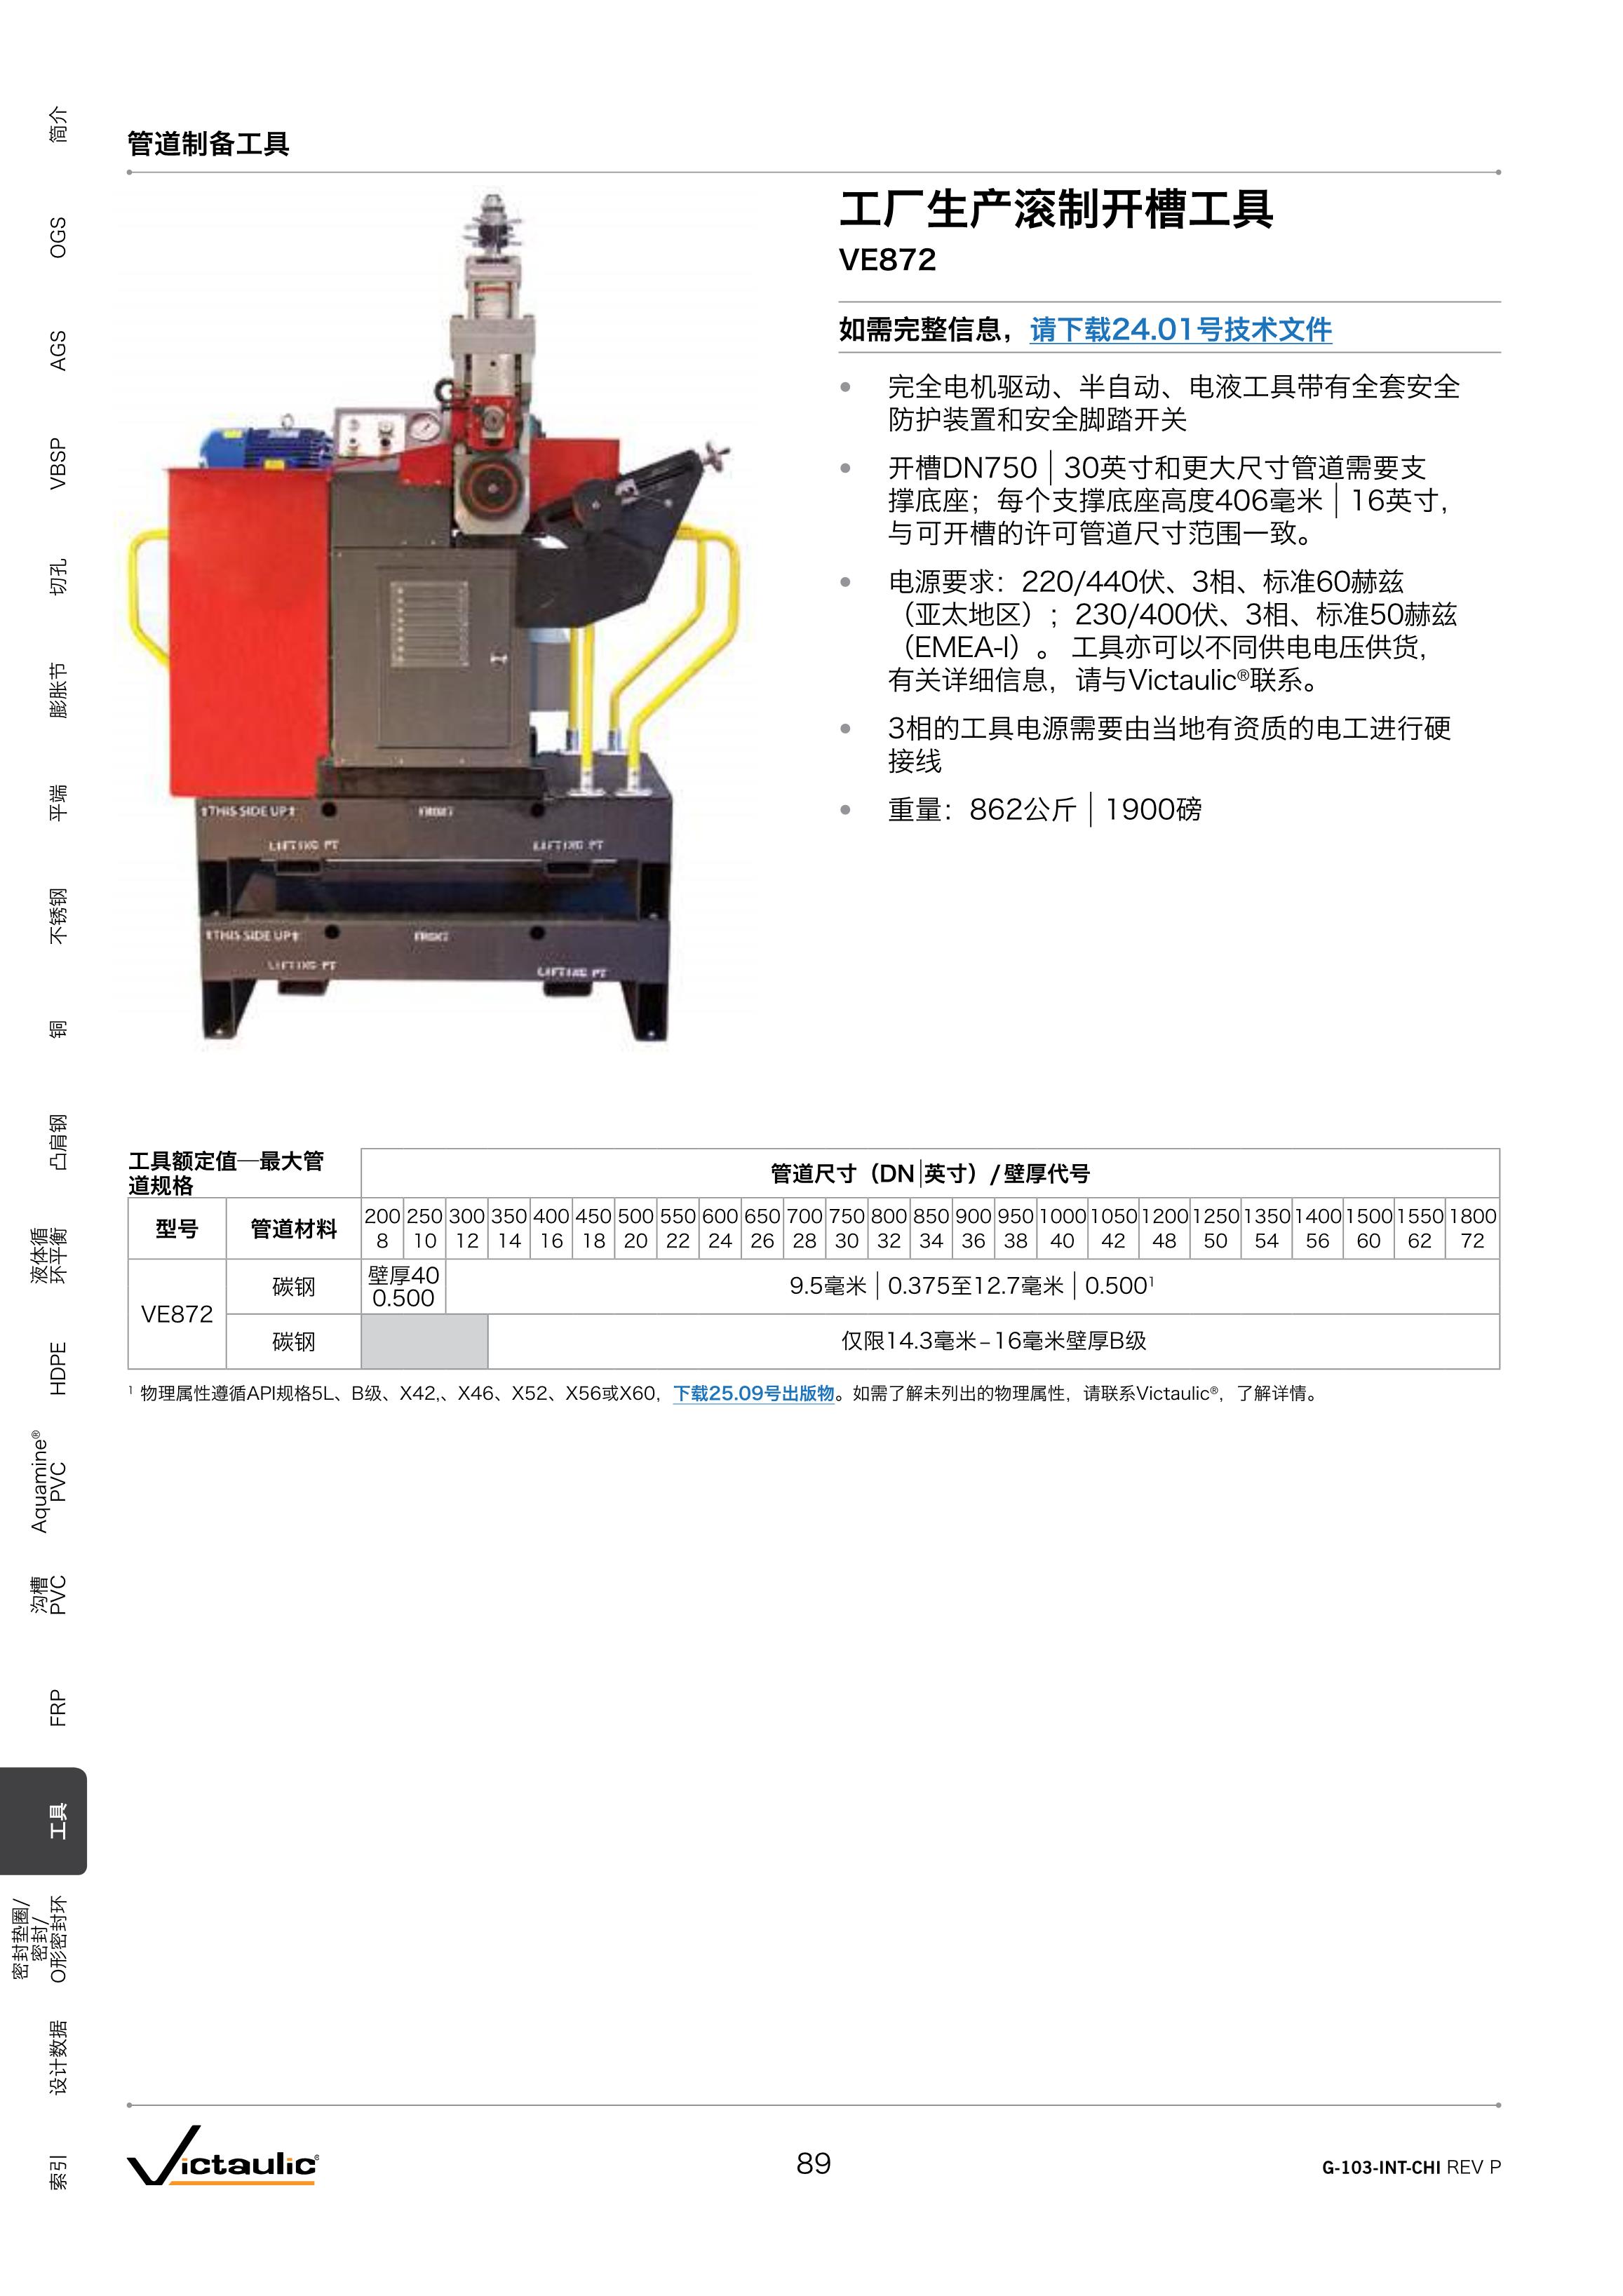 简介
OGS
AGS
VBSP
切孔
膨胀节
平端
不锈钢
铜
凸肩钢
液体循
环平衡
HDPE
Aquamine®
PVC
沟槽
PVC
FRP
工具
密封垫圈/
密封/
O形密封环
设计数据
索引
管道制备工具
工厂生产滚制开槽工具
VE872
如需完整信息，请下载24.01号技术文件
• 完全电机驱动、半自动、电液工具带有全套安全
防护装置和安全脚踏开关
• 开槽DN750 | 30英寸和更大尺寸管道需要支
撑底座；每个支撑底座高度406毫米 | 16英寸，
与可开槽的许可管道尺寸范围一致。
• 电源要求：220/440伏、3相、标准60赫兹
（亚太地区）；230/400伏、3相、标准50赫兹
（EMEA-I）。 工具亦可以不同供电电压供货，
有关详细信息，请与Victaulic®联系。
• 3相的工具电源需要由当地有资质的电工进行硬
接线
• 重量：862公斤 | 1900磅
↑THIS SIDE UP↑ FRONT
LIFTING PT LIFTING PT
↑THIS SIDE UP↑ FRONT
LIFTING PT LIFTING PT
工具额定值—最大管
道规格
管道尺寸（DN|英寸）/壁厚代号
型号 管道材料 200 250 300 350 400 450 500 550 600 650 700 750 800 850 900 950 1000 1050 1200 1250 1350 1400 1500 1550 1800
8 10 12 14 16 18 20 22 24 26 28 30 32 34 36 38 40 42 48 50 54 56 60 62 72
VE872
碳钢 壁厚40
0.500
9.5毫米 | 0.375至12.7毫米 | 0.500¹
碳钢 仅限14.3毫米–16毫米壁厚B级
¹ 物理属性遵循API规格5L、B级、X42,、X46、X52、X56或X60，下载25.09号出版物。如需了解未列出的物理属性，请联系Victaulic®，了解详情。
Victaulic®
89
G-103-INT-CHI REV P